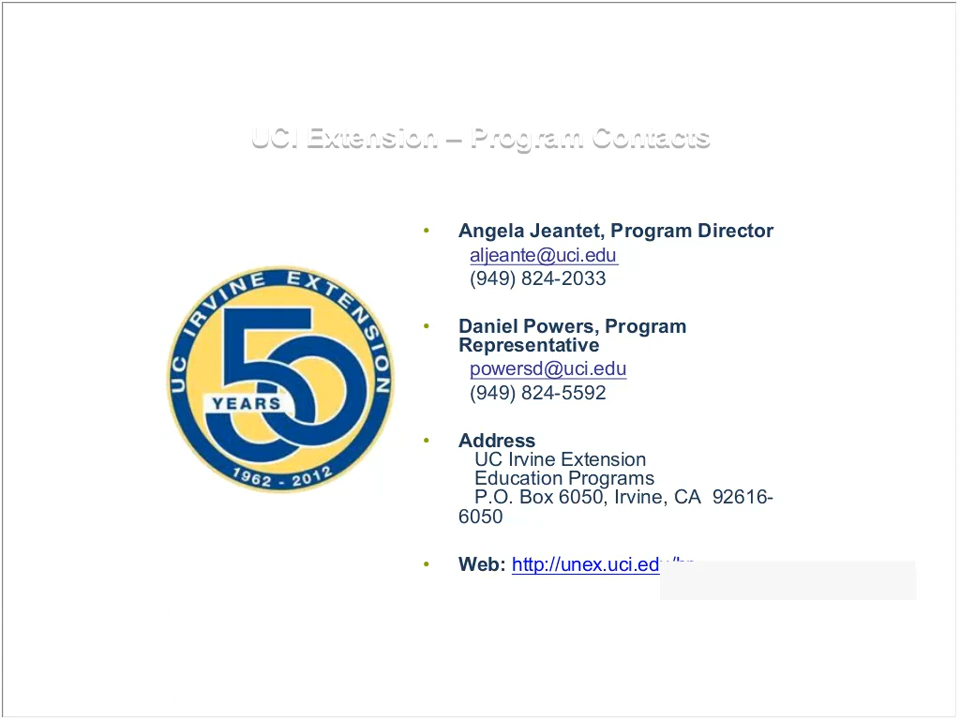 UCI Extension – Program Contacts
• Angela Jeantet, Program Director
aljeante@uci.edu
(949) 824-2033
• Daniel Powers, Program
Representative
powersd@uci.edu
(949) 824-5592
• Address
UC Irvine Extension
Education Programs
P.O. Box 6050, Irvine, CA 92616-
6050
• Web: http://unex.uci.edu
UC IRVINE EXTENSION
50
YEARS
1962 - 2012